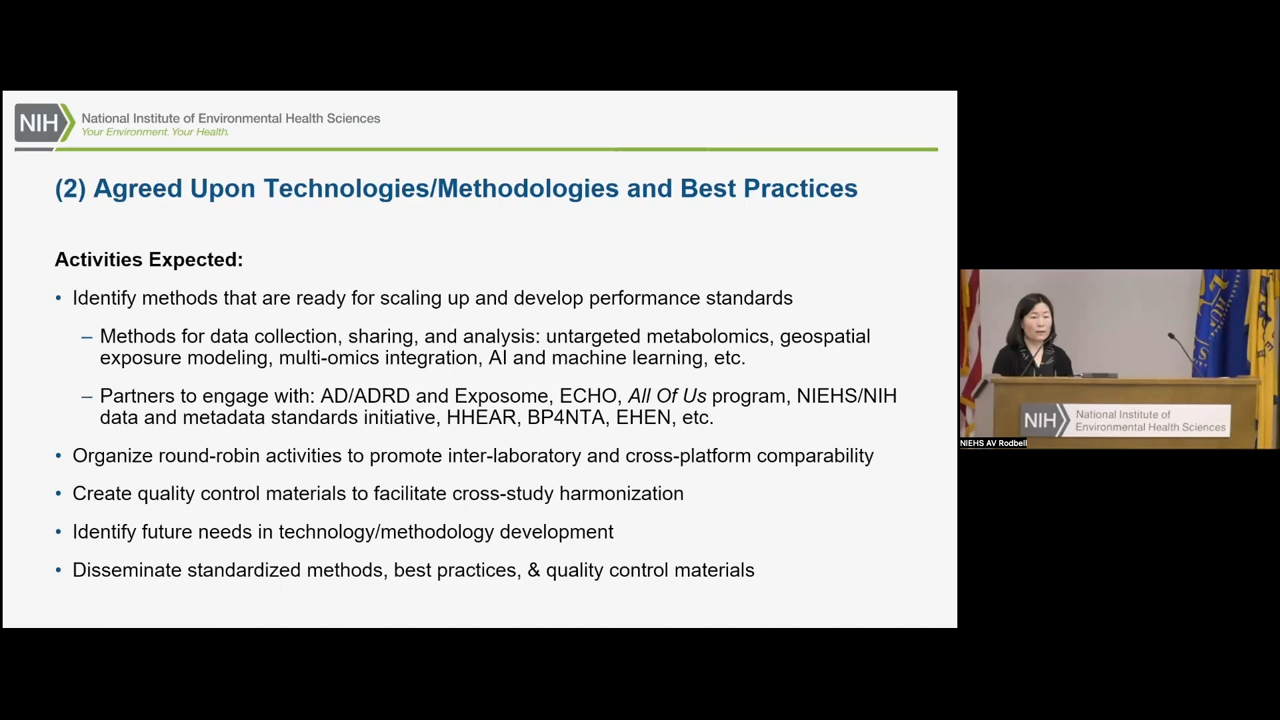 NIH
National Institute of Environmental Health Sciences
Your Environment. Your Health.
(2) Agreed Upon Technologies/Methodologies and Best Practices
Activities Expected:
• Identify methods that are ready for scaling up and develop performance standards
– Methods for data collection, sharing, and analysis: untargeted metabolomics, geospatial
exposure modeling, multi-omics integration, AI and machine learning, etc.
– Partners to engage with: AD/ADRD and Exposome, ECHO, All Of Us program, NIEHS/NIH
data and metadata standards initiative, HHEAR, BP4NTA, EHEN, etc.
• Organize round-robin activities to promote inter-laboratory and cross-platform comparability
• Create quality control materials to facilitate cross-study harmonization
• Identify future needs in technology/methodology development
• Disseminate standardized methods, best practices, & quality control materials
NIH
National Institute of
Environmental Health Sciences
NIEHS AV Rodbell